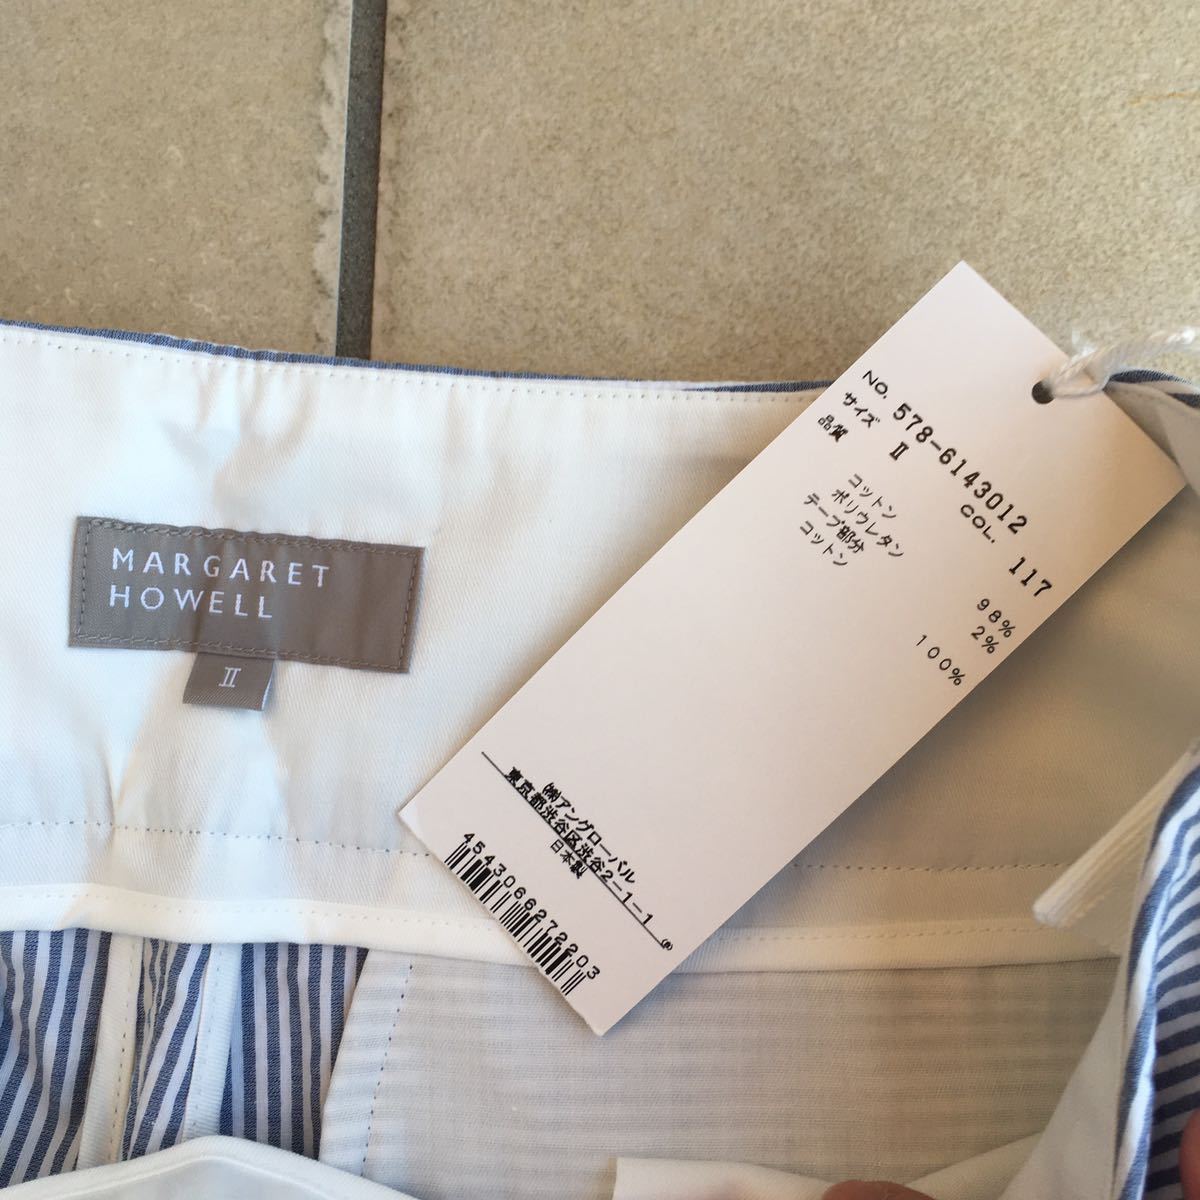 MARGARET
HOWELL
Ⅱ
NO. 578-6143012
サイズ Ⅱ COL. 117
品質
コットン 98%
ポリウレタン 2%
テープ部分
コットン 100%
㈱アングローバル
東京都渋谷区渋谷2-1-1
日本製
4543066272203